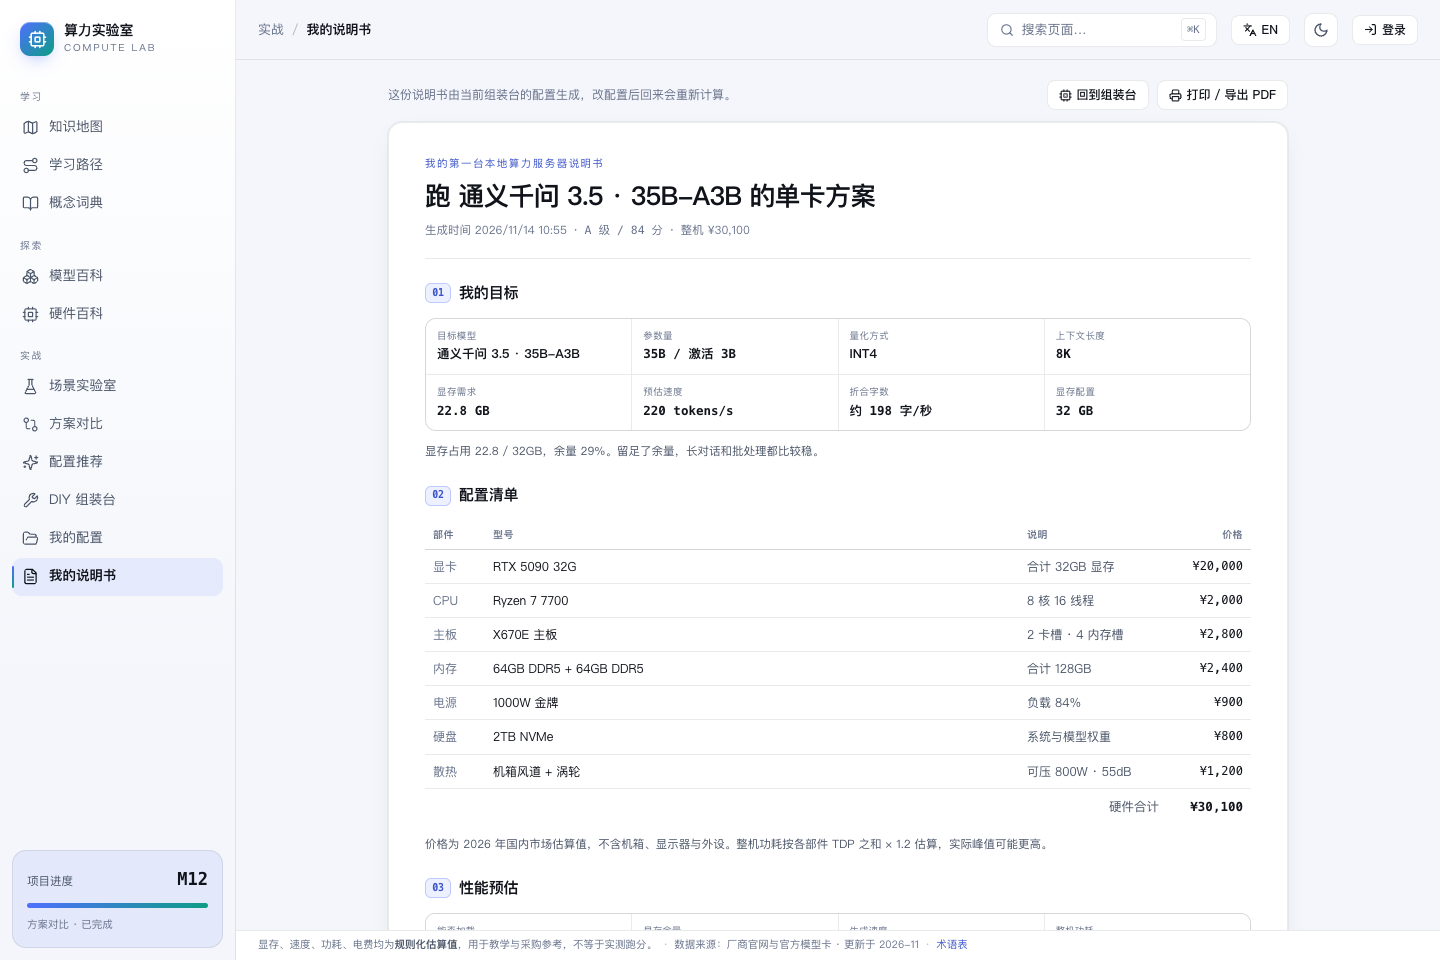 算力实验室
COMPUTE LAB
学习
知识地图
学习路径
概念词典
探索
模型百科
硬件百科
实战
场景实验室
方案对比
配置推荐
DIY 组装台
我的配置
我的说明书
项目进度 M12
方案对比 · 已完成
实战 / 我的说明书
搜索页面... ⌘K
EN
登录
这份说明书由当前组装台的配置生成，改配置后回来会重新计算。
回到组装台
打印 / 导出 PDF
我的第一台本地算力服务器说明书
跑 通义千问 3.5 · 35B-A3B 的单卡方案
生成时间 2026/11/14 10:55 · A 级 / 84 分 · 整机 ¥30,100
01 我的目标
目标模型 参数量 量化方式 上下文长度
通义千问 3.5 · 35B-A3B 35B / 激活 3B INT4 8K
显存需求 预估速度 折合字数 显存配置
22.8 GB 220 tokens/s 约 198 字/秒 32 GB
显存占用 22.8 / 32GB，余量 29%。留足了余量，长对话和批处理都比较稳。
02 配置清单
部件 型号 说明 价格
显卡 RTX 5090 32G 合计 32GB 显存 ¥20,000
CPU Ryzen 7 7700 8 核 16 线程 ¥2,000
主板 X670E 主板 2 卡槽 · 4 内存槽 ¥2,800
内存 64GB DDR5 + 64GB DDR5 合计 128GB ¥2,400
电源 1000W 金牌 负载 84% ¥900
硬盘 2TB NVMe 系统与模型权重 ¥800
散热 机箱风道 + 涡轮 可压 800W · 55dB ¥1,200
硬件合计 ¥30,100
价格为 2026 年国内市场估算值，不含机箱、显示器与外设。整机功耗按各部件 TDP 之和 × 1.2 估算，实际峰值可能更高。
03 性能预估
能否加载 显存余量 生成速度 整机功耗
显存、速度、功耗、电费均为规则化估算值，用于教学与采购参考，不等于实测跑分。 · 数据来源：厂商官网与官方模型卡 · 更新于 2026-11 · 术语表